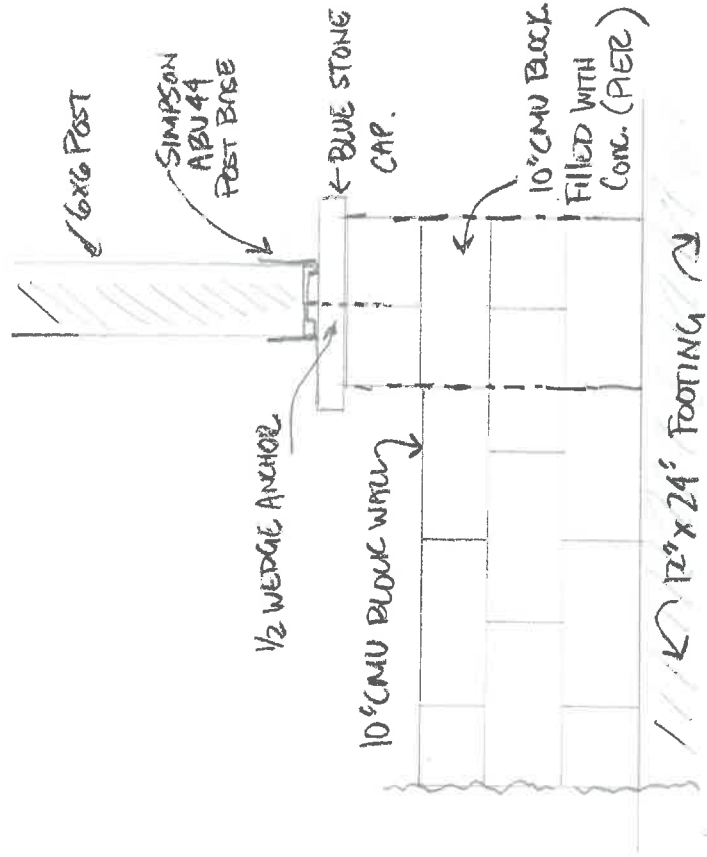 6x6 POST
SIMPSON
ABU44
POST BASE
BLUE STONE
CAP.
1/2 WEDGE ANCHOR
10" CMU BLOCK WALL
10" CMU BLOCK
FILLED WITH
CONC. (PIER)
12" x 24" FOOTING